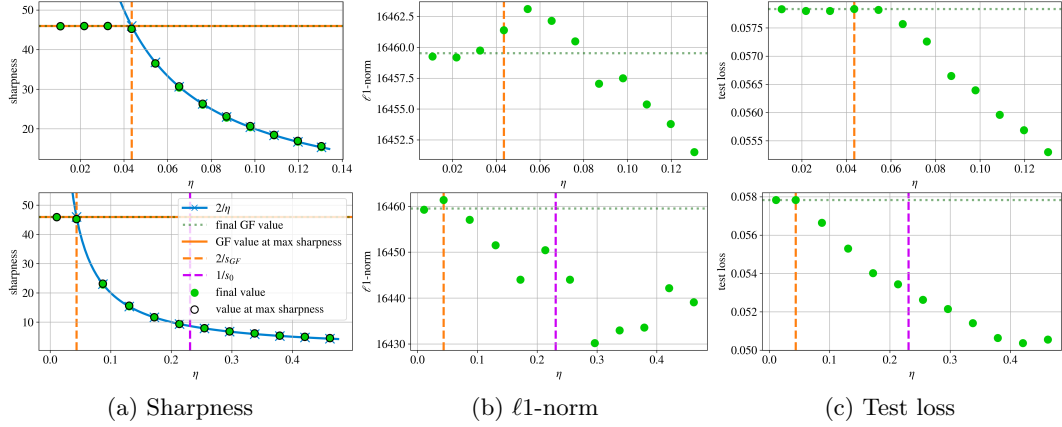 sharpness
50
40
30
20
0.00 0.02 0.04 0.06 0.08 0.10 0.12 0.14
η
ℓ1-norm
16462.5
16460.0
16457.5
16455.0
16452.5
0.00 0.02 0.04 0.06 0.08 0.10 0.12
η
test loss
0.0575
0.0570
0.0565
0.0560
0.0555
0.00 0.02 0.04 0.06 0.08 0.10 0.12
η
sharpness
50
40
30
20
10
0.0 0.1 0.2 0.3 0.4
η
2/η
final GF value
GF value at max sharpness
2/s_GF
1/s_0
final value
value at max sharpness
ℓ1-norm
16460
16450
16440
16430
0.0 0.1 0.2 0.3 0.4
η
test loss
0.058
0.056
0.054
0.052
0.050
0.0 0.1 0.2 0.3 0.4
η
(a) Sharpness
(b) ℓ1-norm
(c) Test loss